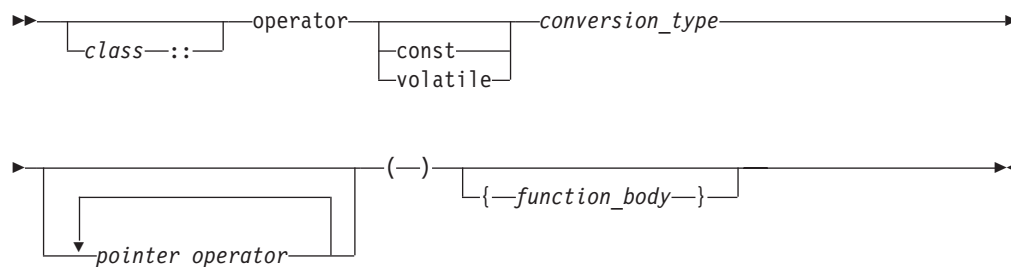 operator conversion_type
class :: const
volatile
( )
{ function_body }
pointer operator